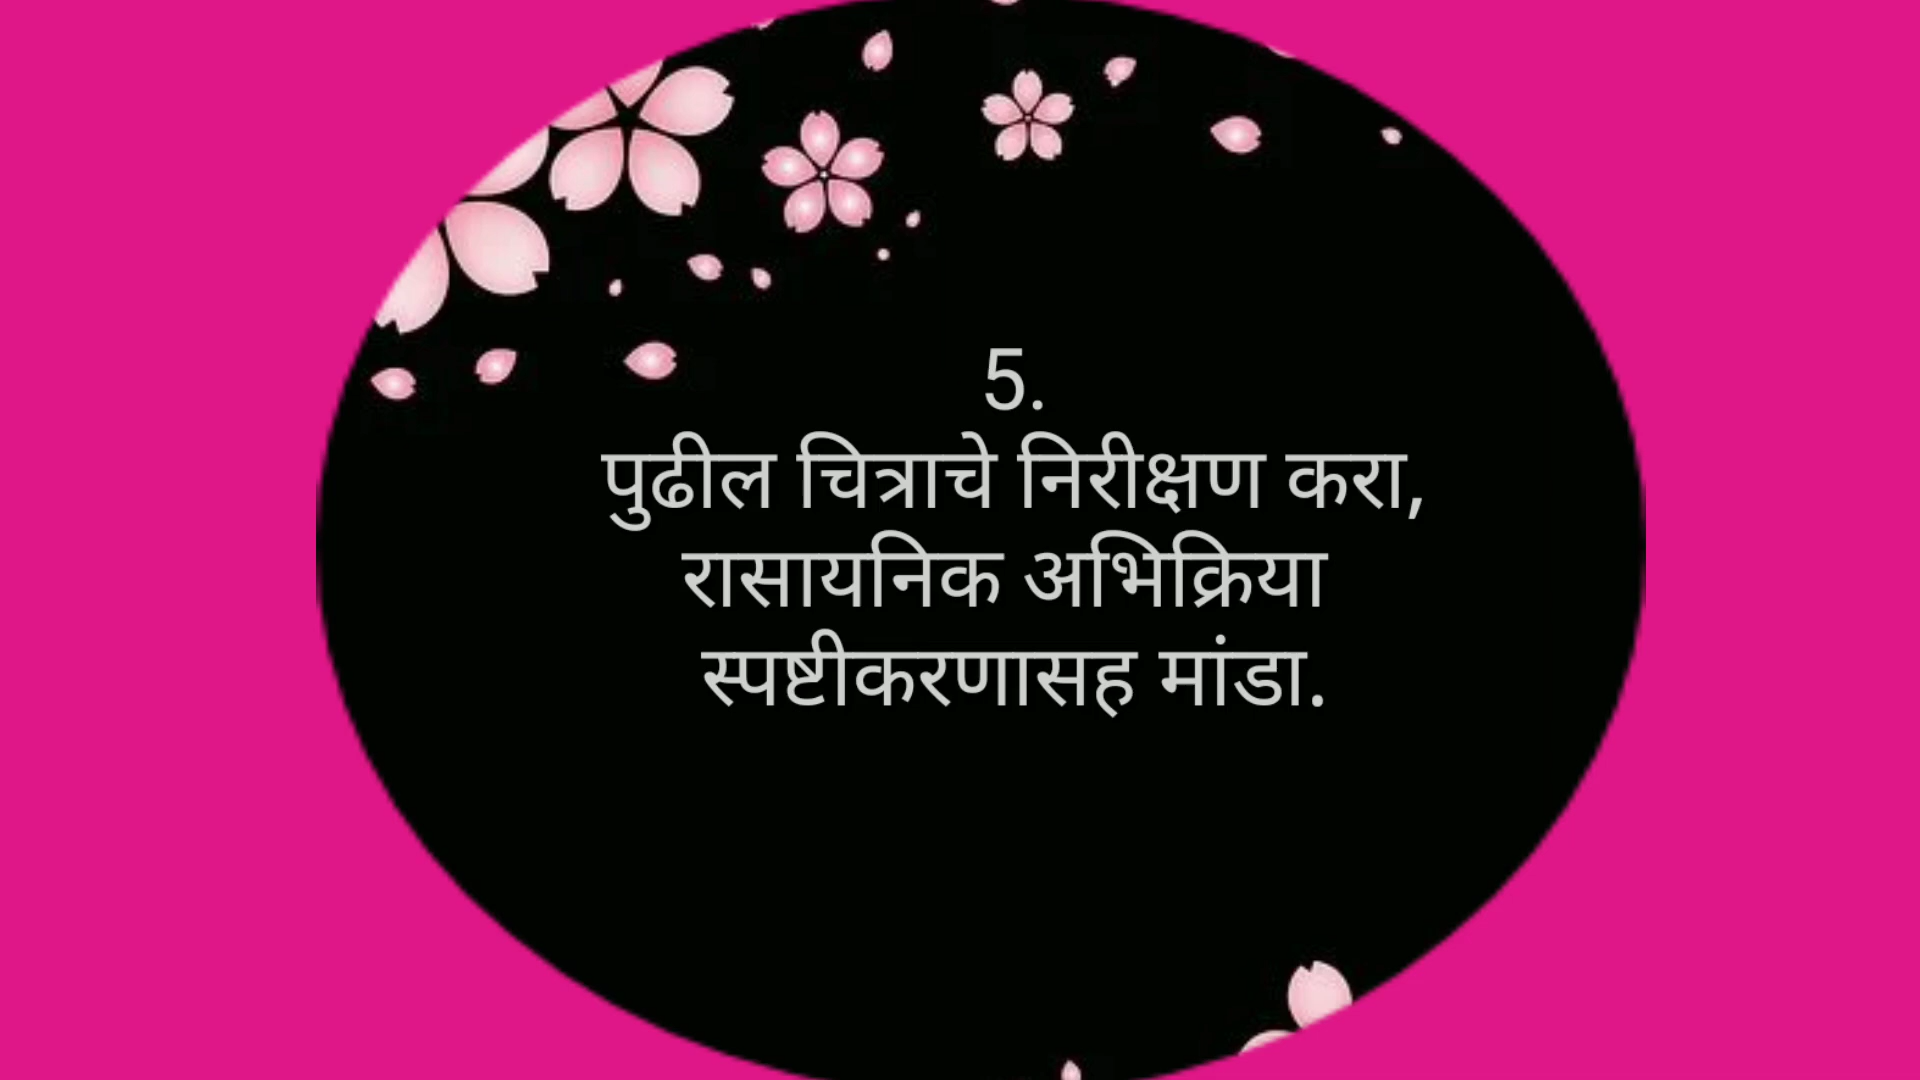 5.
पुढील चित्राचे निरीक्षण करा,
रासायनिक अभिक्रिया
स्पष्टीकरणासह मांडा.